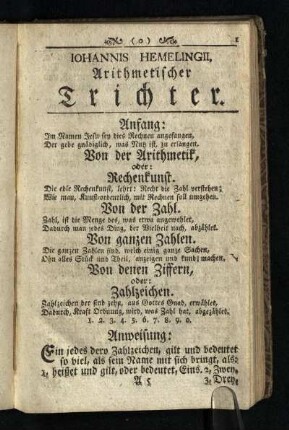 ( o )
1
IOHANNIS HEMELINGII,
Arithmetischer
Trichter.
Anfang:
Im Namen Jesu sey dies Rechnen angefangen,
Der gebe gnädiglich, was Nutz ist, zu erlangen.
Von der Arithmetik,
oder:
Rechenkunst.
Die edle Rechenkunst, lehrt: Recht die Zahl verstehen;
Wie man, Kunst-ordentlich, mit Rechnen soll umgehen.
Von der Zahl.
Zahl, ist die Menge des, was etwa angewehret,
Dadurch man jedes Ding, der Vielheit nach, abzählet.
Von ganzen Zahlen.
Die ganzen Zahlen sind, welch einig ganze Sachen,
Ohn alles Stück und Theil, anzeigen und kundbar machen.
Von denen Ziffern,
oder:
Zahlzeichen.
Zahlzeichen der sind zehn, aus Gottes Gnad, erwählet,
Dadurch, Kraft Ordnung, wird, was Zahl hat, abgezählet.
1. 2. 3. 4. 5. 6. 7. 8. 9. 0.
Anweisung:
Ein jedes dero Zahlzeichen, gilt und bedeutet
so viel, als sein Name mit sich bringt, als:
1, heißet und gilt, oder bedeutet, Eins. 2, Zwey,
A 5
3, Drey,